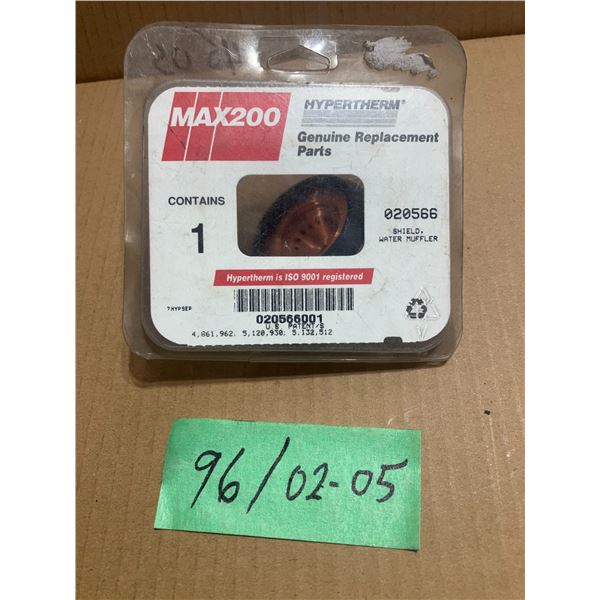 MAX200
HYPERTHERM®
Genuine Replacement
Parts
CONTAINS
1
020566
SHIELD,
WATER MUFFLER
Hypertherm is ISO 9001 registered
7HYPSEP
020566001
U.S. PATENT/S
4,861,962; 5,120,930; 5,132,512
96/02-05